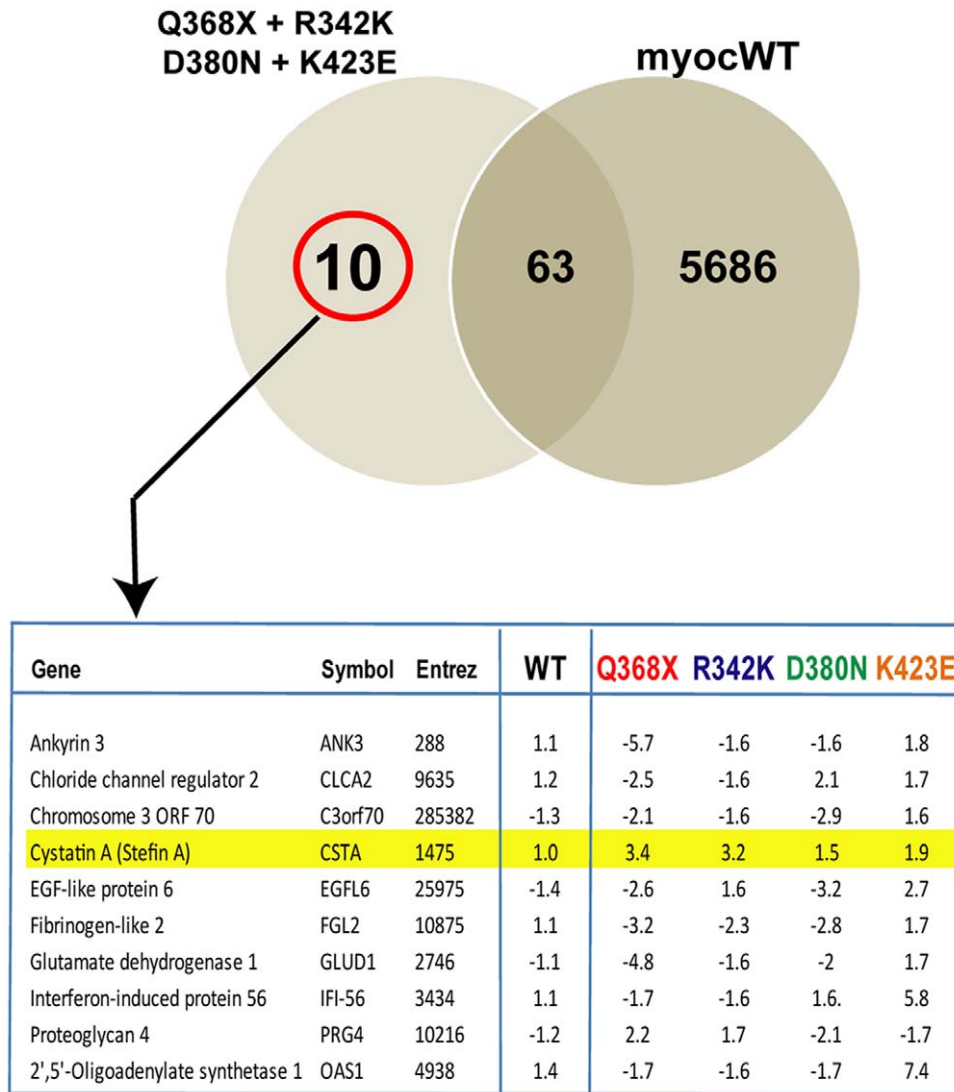 Q368X + R342K
D380N + K423E
myocWT
10 63 5686
Gene Symbol Entrez WT Q368X R342K D380N K423E
Ankyrin 3 ANK3 288 1.1 -5.7 -1.6 -1.6 1.8
Chloride channel regulator 2 CLCA2 9635 1.2 -2.5 -1.6 2.1 1.7
Chromosome 3 ORF 70 C3orf70 285382 -1.3 -2.1 -1.6 -2.9 1.6
Cystatin A (Stefin A) CSTA 1475 1.0 3.4 3.2 1.5 1.9
EGF-like protein 6 EGFL6 25975 -1.4 -2.6 1.6 -3.2 2.7
Fibrinogen-like 2 FGL2 10875 1.1 -3.2 -2.3 -2.8 1.7
Glutamate dehydrogenase 1 GLUD1 2746 -1.1 -4.8 -1.6 -2 1.7
Interferon-induced protein 56 IFI-56 3434 1.1 -1.7 -1.6 1.6. 5.8
Proteoglycan 4 PRG4 10216 -1.2 2.2 1.7 -2.1 -1.7
2',5'-Oligoadenylate synthetase 1 OAS1 4938 1.4 -1.7 -1.6 -1.7 7.4